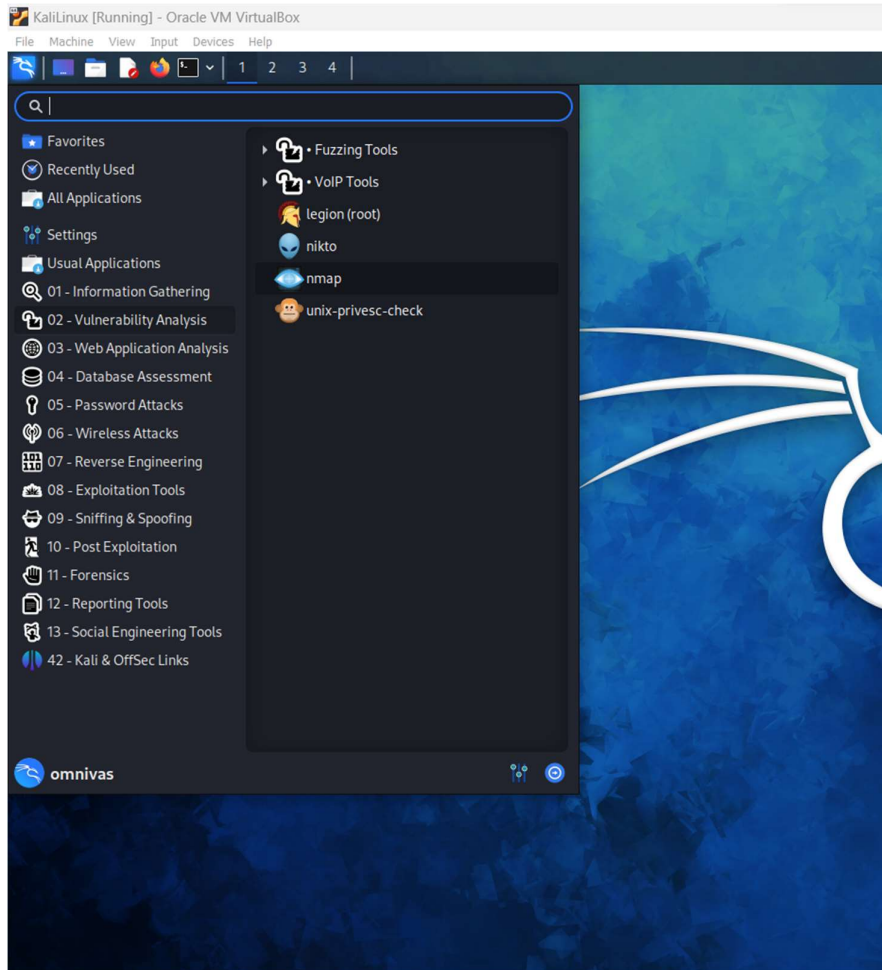 KaliLinux [Running] - Oracle VM VirtualBox
File Machine View Input Devices Help
1 2 3 4
Favorites
Recently Used
All Applications
Settings
Usual Applications
01 - Information Gathering
02 - Vulnerability Analysis
03 - Web Application Analysis
04 - Database Assessment
05 - Password Attacks
06 - Wireless Attacks
07 - Reverse Engineering
08 - Exploitation Tools
09 - Sniffing & Spoofing
10 - Post Exploitation
11 - Forensics
12 - Reporting Tools
13 - Social Engineering Tools
42 - Kali & OffSec Links
• Fuzzing Tools
• VoIP Tools
legion (root)
nikto
nmap
unix-privesc-check
omnivas